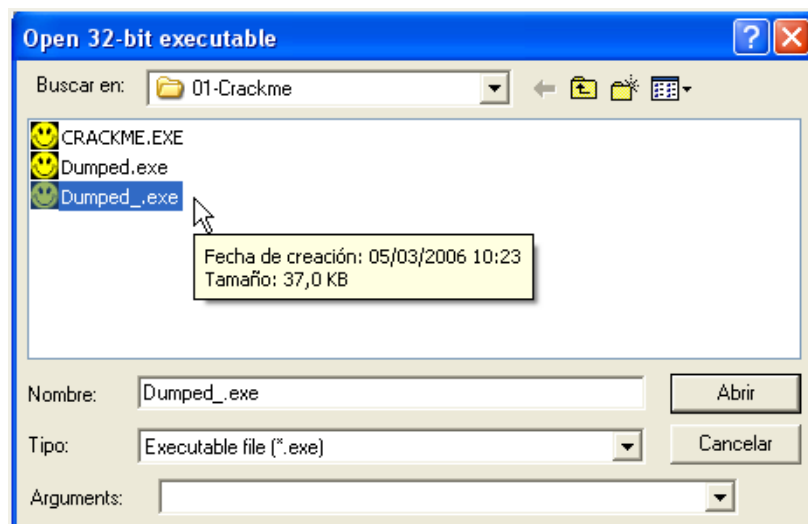 Open 32-bit executable
Buscar en: 01-Crackme
CRACKME.EXE
Dumped.exe
Dumped_.exe
Fecha de creación: 05/03/2006 10:23
Tamaño: 37,0 KB
Nombre: Dumped_.exe Abrir
Tipo: Executable file (*.exe) Cancelar
Arguments: